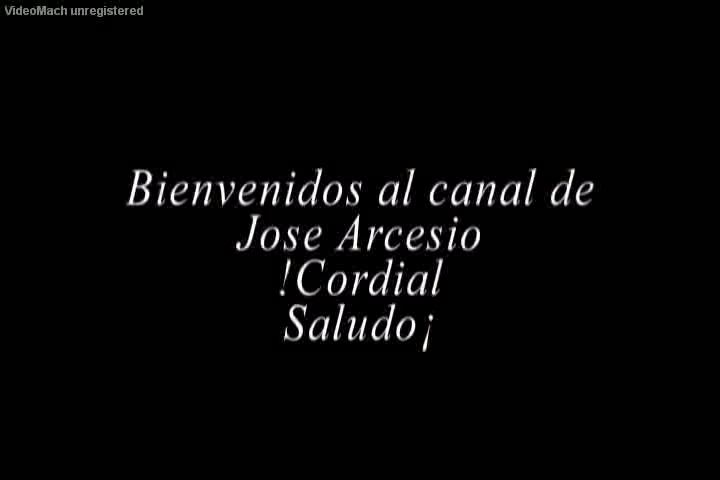 VideoMach unregistered
Bienvenidos al canal de
Jose Arcesio
!Cordial
Saludo¡